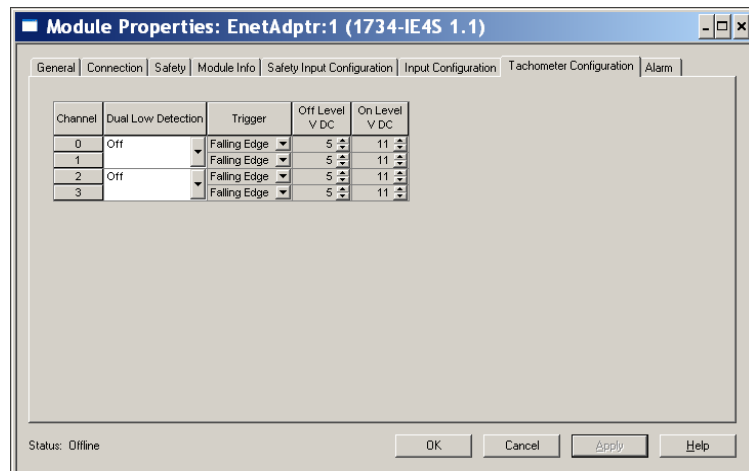 Module Properties: EnetAdptr:1 (1734-IE4S 1.1)
General Connection Safety Module Info Safety Input Configuration Input Configuration Tachometer Configuration Alarm
Channel Dual Low Detection Trigger Off Level V DC On Level V DC
0 Off Falling Edge 5 11
1 Falling Edge 5 11
2 Off Falling Edge 5 11
3 Falling Edge 5 11
Status: Offline OK Cancel Apply Help